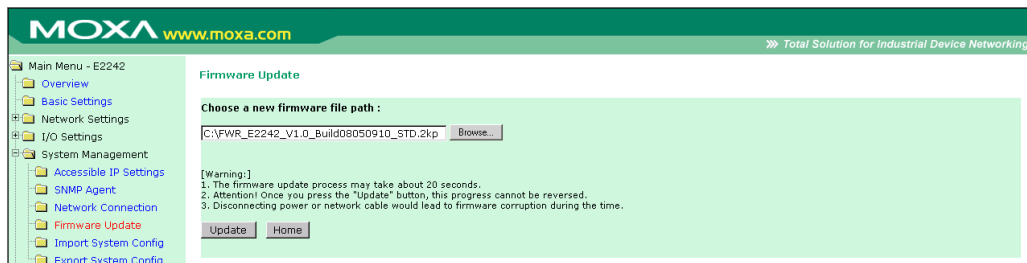 MOXA www.moxa.com
Total Solution for Industrial Device Networking
Main Menu - E2242
Overview
Basic Settings
Network Settings
I/O Settings
System Management
Accessible IP Settings
SNMP Agent
Network Connection
Firmware Update
Import System Config
Export System Config
Firmware Update
Choose a new firmware file path :
C:\FWR_E2242_V1.0_Build08050910_STD.2kp Browse...
[Warning:]
1. The firmware update process may take about 20 seconds.
2. Attention! Once you press the "Update" button, this progress cannot be reversed.
3. Disconnecting power or network cable would lead to firmware corruption during the time.
Update Home